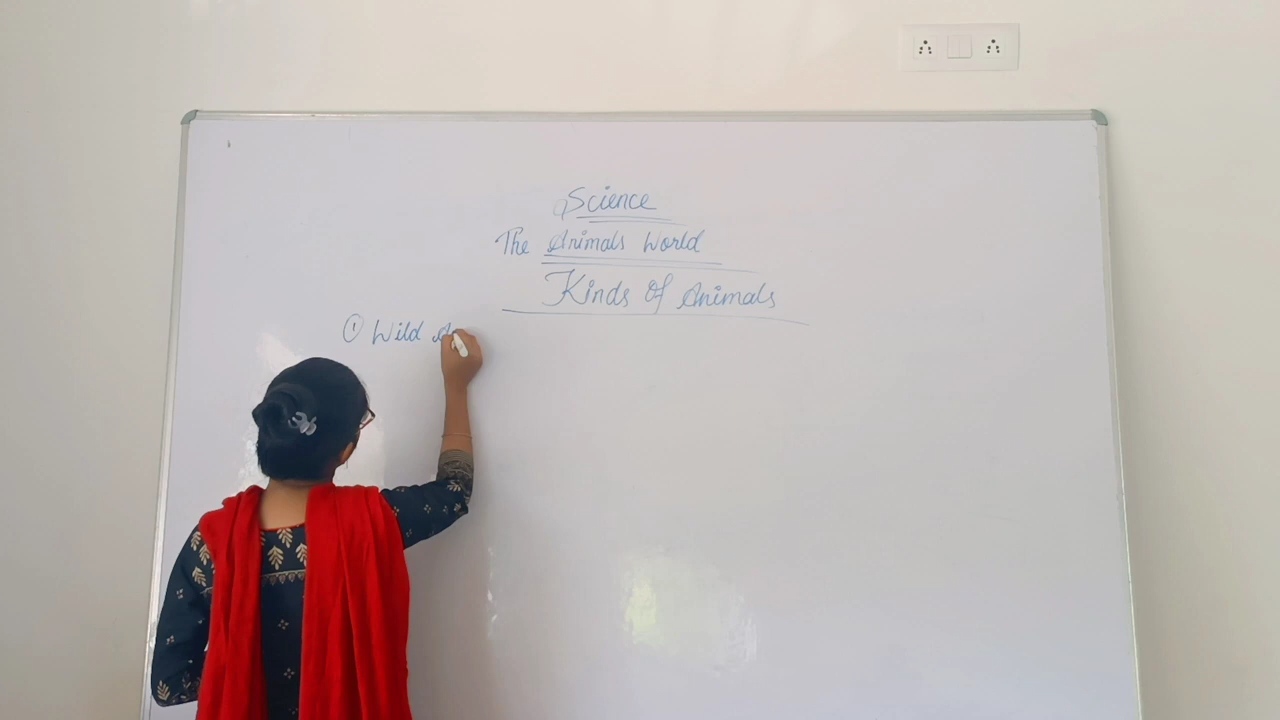 Science
The Animals World
Kinds Of Animals
① Wild